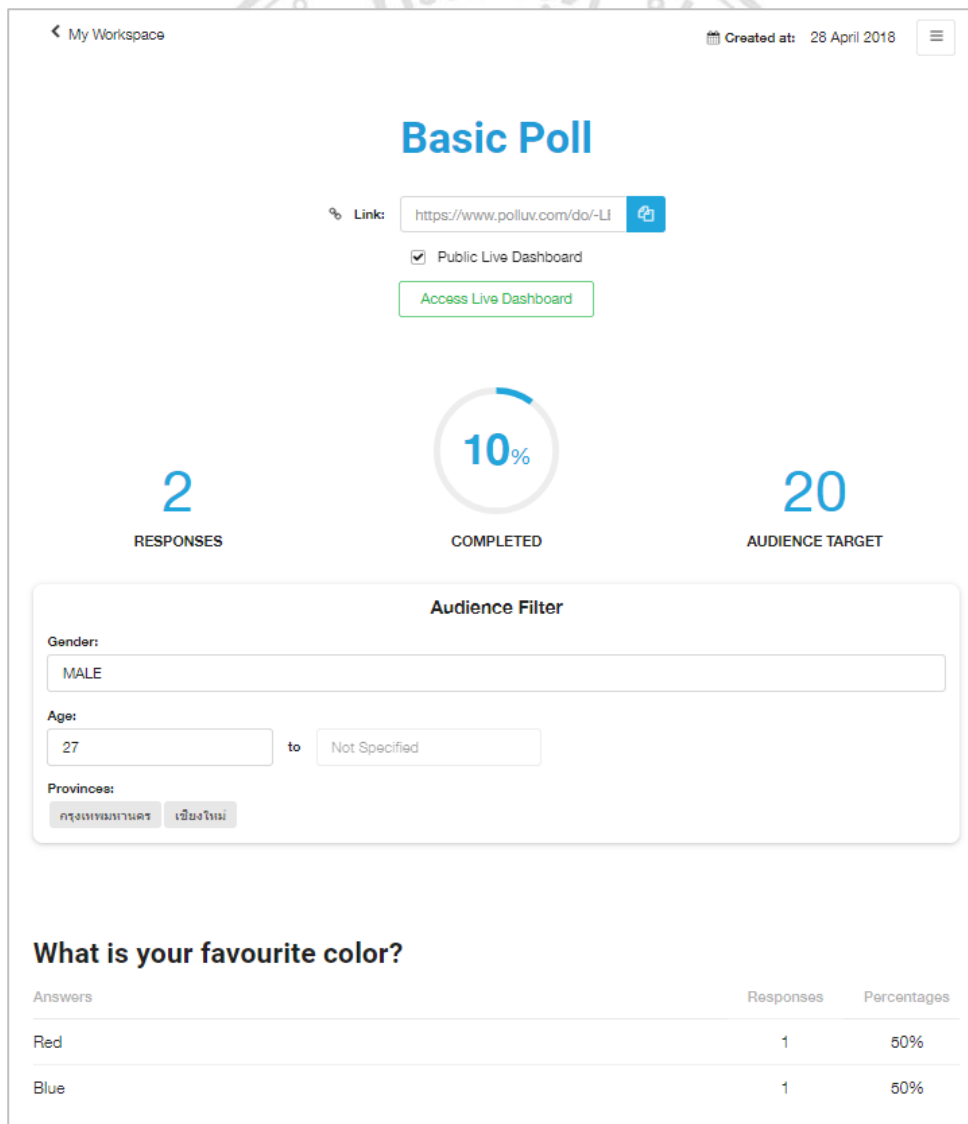 My Workspace
Created at: 28 April 2018
Basic Poll
Link: https://www.polluv.com/do/-LI
Public Live Dashboard
Access Live Dashboard
10%
2
20
RESPONSES
COMPLETED
AUDIENCE TARGET
Audience Filter
Gender:
MALE
Age:
27 to Not Specified
Provinces:
กรุงเทพมหานคร เชียงใหม่
What is your favourite color?
Answers Responses Percentages
Red 1 50%
Blue 1 50%